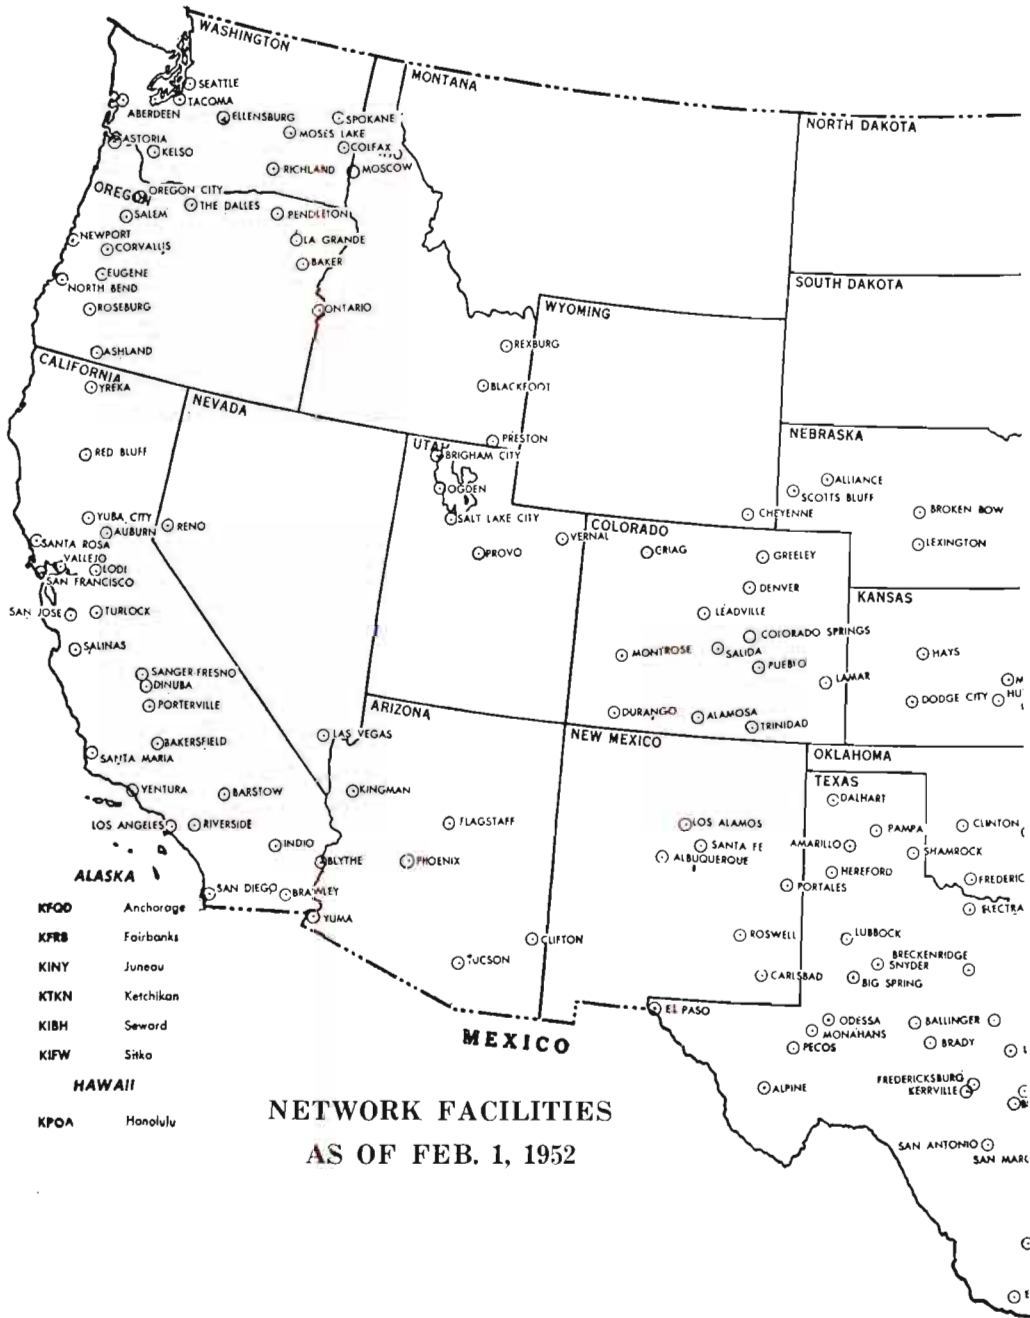 WASHINGTON
MONTANA
NORTH DAKOTA
SEATTLE
TACOMA
ABERDEEN
ELLENSBURG
SPOKANE
MOSES LAKE
ASTORIA
KELSO
COLFAX
RICHLAND
MOSCOW
OREGON
OREGON CITY
THE DALLES
SALEM
PENDLETON
NEWPORT
CORVALLIS
LA GRANDE
BAKER
EUGENE
NORTH BEND
SOUTH DAKOTA
ROSEBURG
ONTARIO
WYOMING
REXBURG
ASHLAND
CALIFORNIA
YREKA
BLACKFOOT
NEVADA
PRESTON
UTAH
BRIGHAM CITY
NEBRASKA
RED BLUFF
OGDEN
ALLIANCE
SCOTTS BLUFF
YUBA CITY
AUBURN
RENO
SALT LAKE CITY
CHEYENNE
BROKEN BOW
COLORADO
SANTA ROSA
VERNAL
CRIAG
GREELEY
LEXINGTON
PROVO
VALLEJO
LODI
SAN FRANCISCO
DENVER
KANSAS
SAN JOSE
TURLOCK
LEADVILLE
COLORADO SPRINGS
SALINAS
MONTROSE
SALIDA
PUEBLO
HAYS
SANGER-FRESNO
DINUBA
LAMAR
M
HU
DODGE CITY
PORTERVILLE
ARIZONA
DURANGO
ALAMOSA
TRINIDAD
LAS VEGAS
NEW MEXICO
BAKERSFIELD
SANTA MARIA
OKLAHOMA
TEXAS
VENTURA
BARSTOW
KINGMAN
DALHART
LOS ANGELES
RIVERSIDE
FLAGSTAFF
LOS ALAMOS
PAMPA
CLINTON
INDIO
SANTA FE
AMARILLO
SHAMROCK
BLYTHE
PHOENIX
ALBUQUERQUE
HEREFORD
FREDERIC
PORTALES
SAN DIEGO
BRAWLEY
ELECTRA
YUMA
CLIFTON
ROSWELL
LUBBOCK
TUCSON
BRECKENRIDGE
SNYDER
CARLSBAD
BIG SPRING
EL PASO
ODESSA
BALLINGER
MONAHANS
PECOS
BRADY
ALPINE
FREDERICKSBURG
KERRVILLE
SAN ANTONIO
SAN MARC
MEXICO
ALASKA
KFQD Anchorage
KFRB Fairbanks
KINY Juneau
KTKN Ketchikan
KIBH Seward
KIFW Sitka
HAWAII
KPOA Honolulu
NETWORK FACILITIES
AS OF FEB. 1, 1952